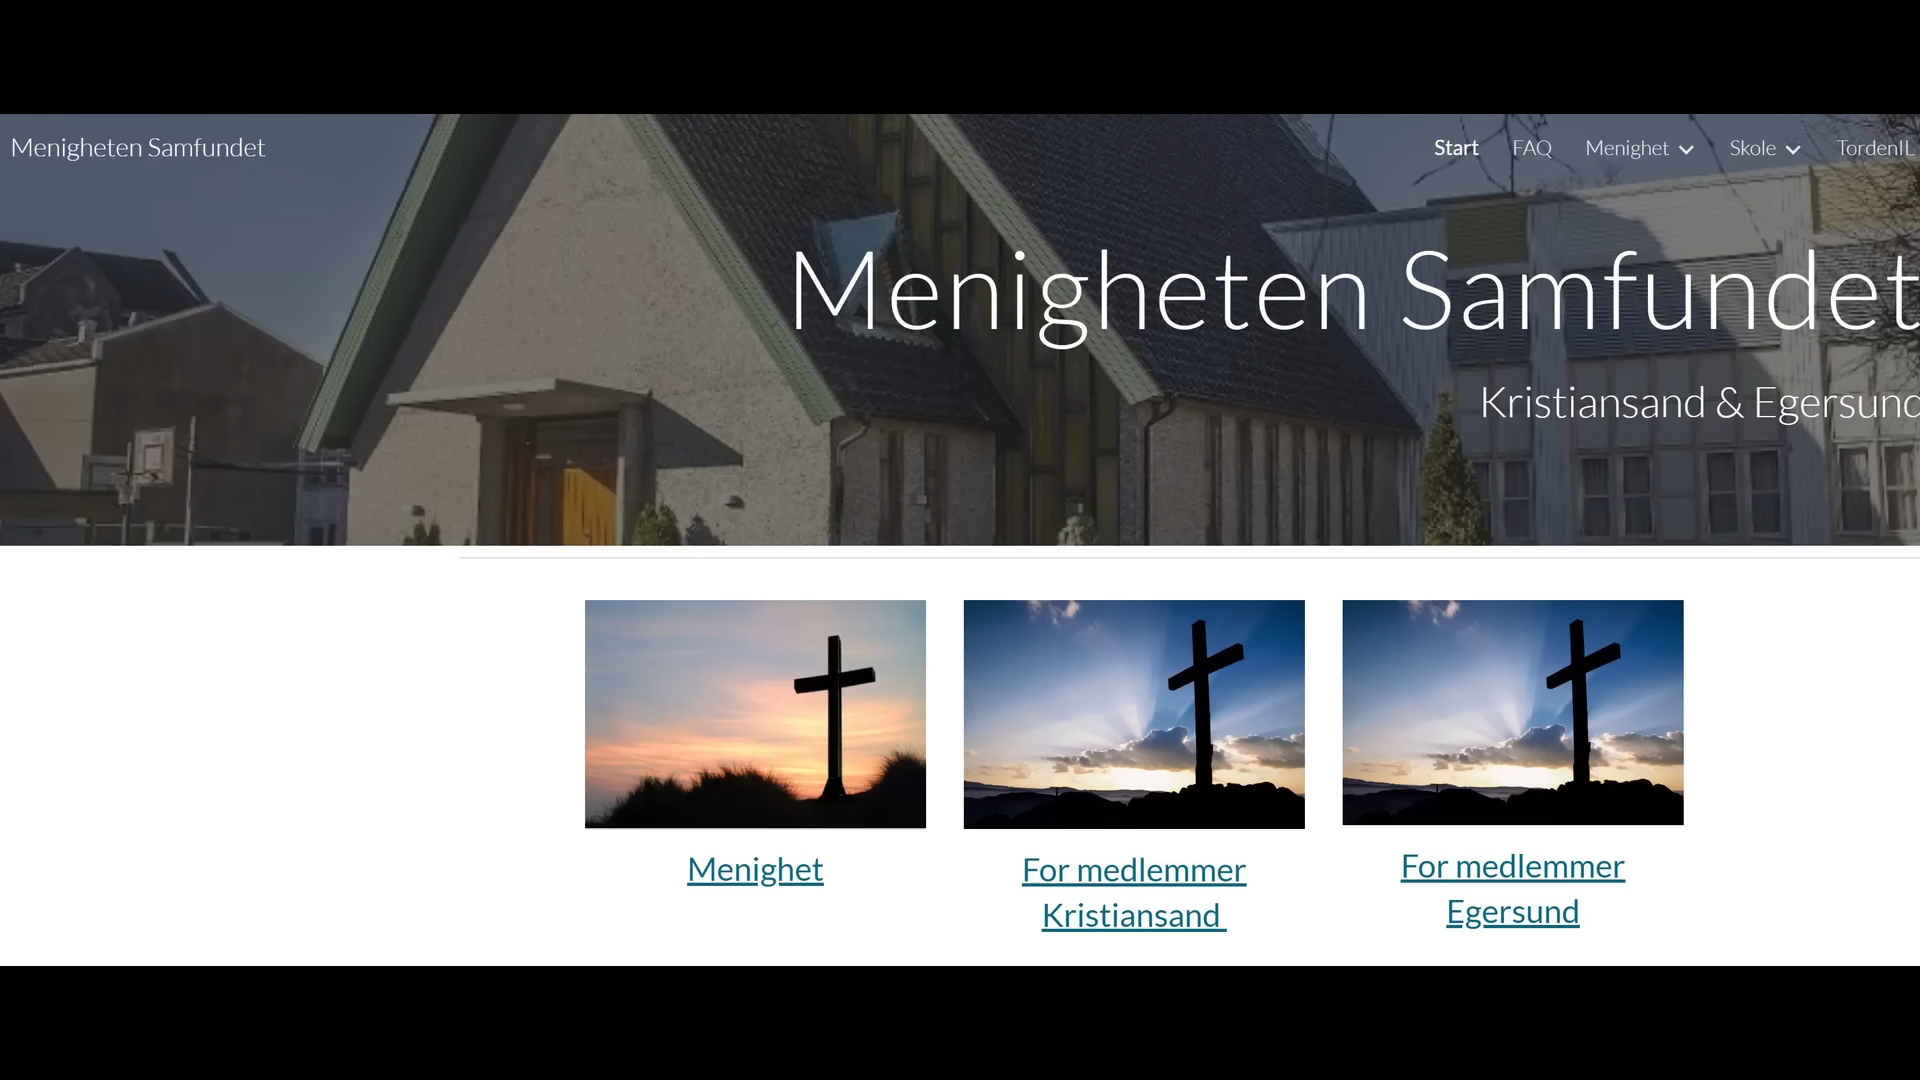 Menigheten Samfundet
Start FAQ Menighet Skole TordenIL
Menigheten Samfundet
Kristiansand & Egersund
Menighet
For medlemmer
Kristiansand
For medlemmer
Egersund